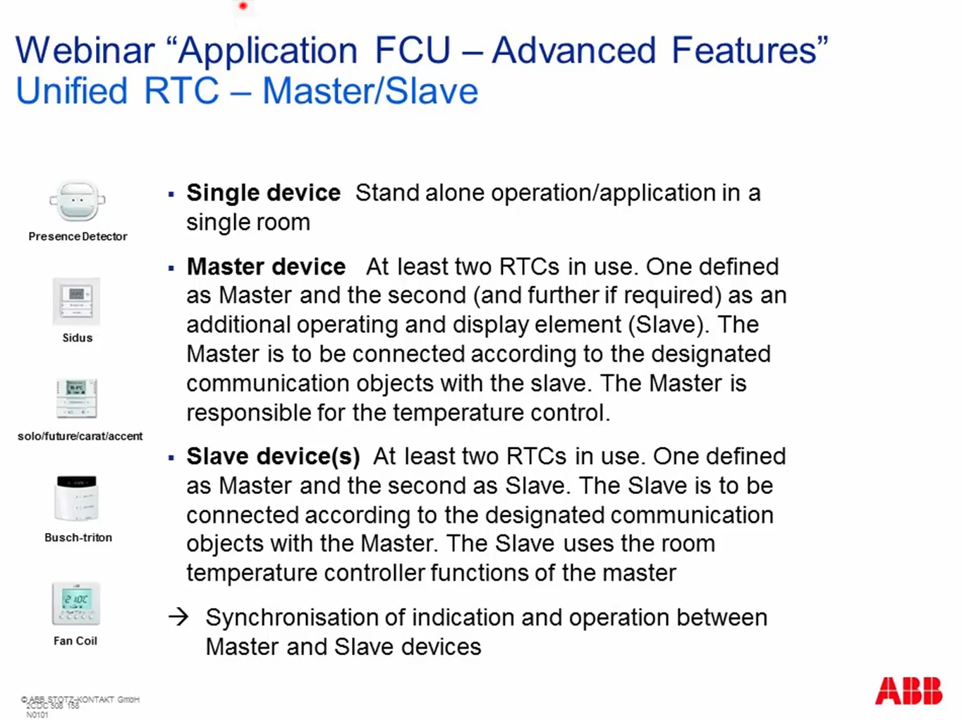 Webinar “Application FCU – Advanced Features”
Unified RTC – Master/Slave
Presence Detector
Sidus
solo/future/carat/accent
Busch-triton
Fan Coil
▪ Single device Stand alone operation/application in a
single room
▪ Master device At least two RTCs in use. One defined
as Master and the second (and further if required) as an
additional operating and display element (Slave). The
Master is to be connected according to the designated
communication objects with the slave. The Master is
responsible for the temperature control.
▪ Slave device(s) At least two RTCs in use. One defined
as Master and the second as Slave. The Slave is to be
connected according to the designated communication
objects with the Master. The Slave uses the room
temperature controller functions of the master
→ Synchronisation of indication and operation between
Master and Slave devices
© ABB STOTZ-KONTAKT GmbH
N0101
ABB